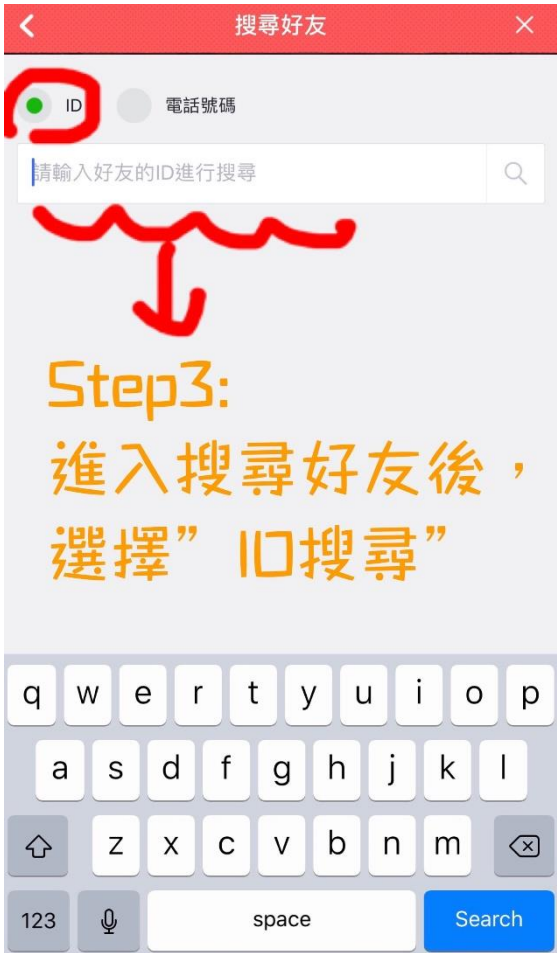 搜尋好友
ID 電話號碼
請輸入好友的ID進行搜尋
Step3:
進入搜尋好友後，
選擇”ID搜尋”
q w e r t y u i o p
a s d f g h j k l
z x c v b n m
123 space Search